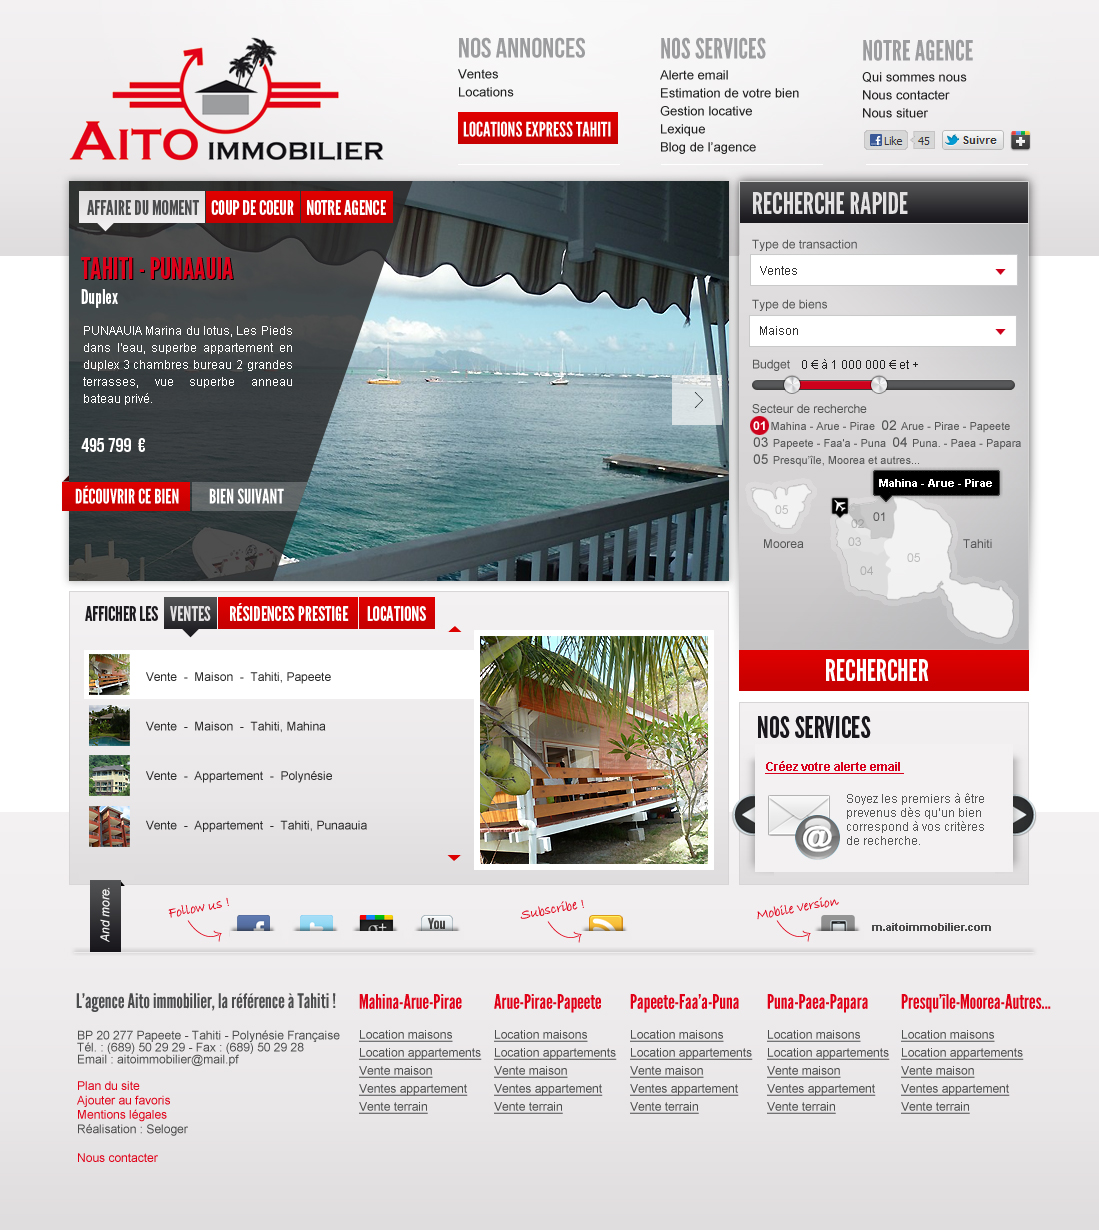 AITO IMMOBILIER
NOS ANNONCES
Ventes
Locations
LOCATIONS EXPRESS TAHITI
NOS SERVICES
Alerte email
Estimation de votre bien
Gestion locative
Lexique
Blog de l'agence
NOTRE AGENCE
Qui sommes nous
Nous contacter
Nous situer
Like 45 Suivre
AFFAIRE DU MOMENT COUP DE COEUR NOTRE AGENCE
TAHITI - PUNAAUIA
Duplex
PUNAAUIA Marina du lotus, Les Pieds
dans l'eau, superbe appartement en
duplex 3 chambres bureau 2 grandes
terrasses, vue superbe anneau
bateau privé.
495 799 €
DÉCOUVRIR CE BIEN BIEN SUIVANT
RECHERCHE RAPIDE
Type de transaction
Ventes
Type de biens
Maison
Budget 0 € à 1 000 000 € et +
Secteur de recherche
01 Mahina - Arue - Pirae 02 Arue - Pirae - Papeete
03 Papeete - Faa'a - Puna 04 Puna. - Paea - Papara
05 Presqu'île, Moorea et autres...
Mahina - Arue - Pirae
05
01
02
03
04
05
Moorea
Tahiti
RECHERCHER
AFFICHER LES VENTES RÉSIDENCES PRESTIGE LOCATIONS
Vente - Maison - Tahiti, Papeete
Vente - Maison - Tahiti, Mahina
Vente - Appartement - Polynésie
Vente - Appartement - Tahiti, Punaauia
NOS SERVICES
Créez votre alerte email
Soyez les premiers à être
prevenus dès qu'un bien
correspond à vos critères
de recherche.
And more.
Follow us !
g+
You
Subscribe !
Mobile version
m.aitoimmobilier.com
L'agence Aito immobilier, la référence à Tahiti !
BP 20 277 Papeete - Tahiti - Polynésie Française
Tél. : (689) 50 29 29 - Fax : (689) 50 29 28
Email : aitoimmobilier@mail.pf
Plan du site
Ajouter au favoris
Mentions légales
Réalisation : Seloger
Nous contacter
Mahina-Arue-Pirae
Location maisons
Location appartements
Vente maison
Ventes appartement
Vente terrain
Arue-Pirae-Papeete
Location maisons
Location appartements
Vente maison
Ventes appartement
Vente terrain
Papeete-Faa'a-Puna
Location maisons
Location appartements
Vente maison
Ventes appartement
Vente terrain
Puna-Paea-Papara
Location maisons
Location appartements
Vente maison
Ventes appartement
Vente terrain
Presqu'île-Moorea-Autres...
Location maisons
Location appartements
Vente maison
Ventes appartement
Vente terrain